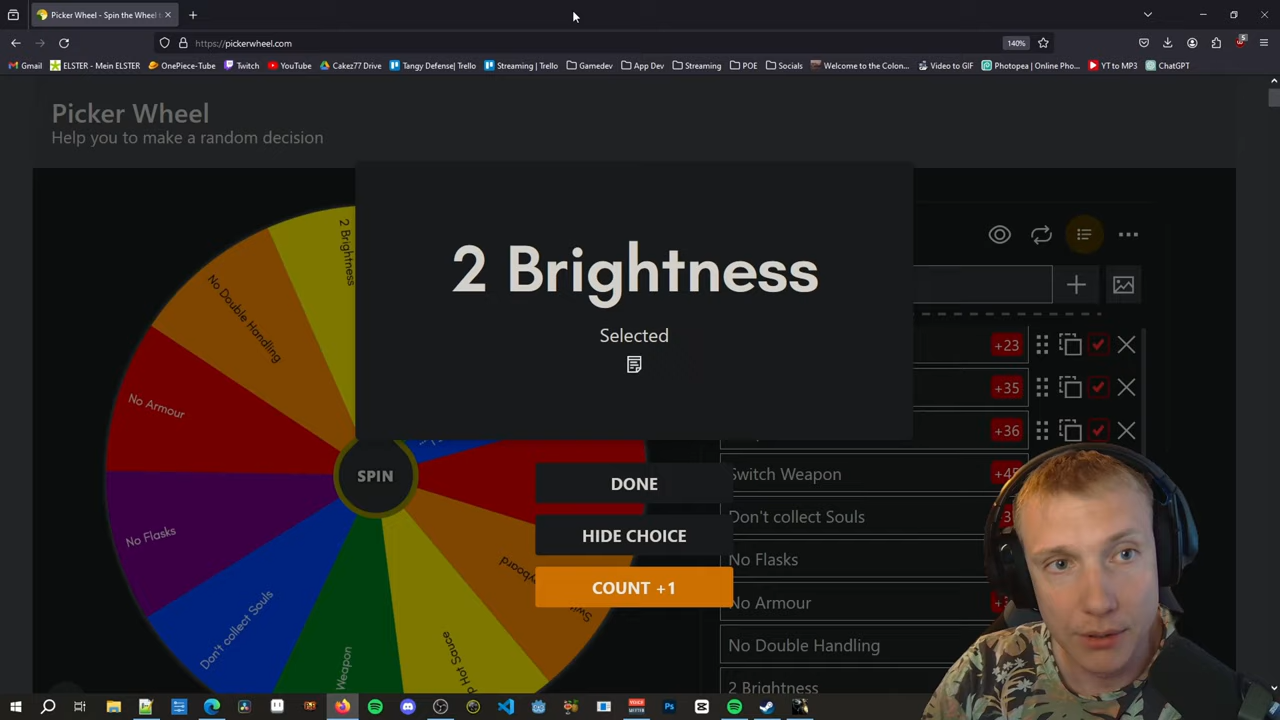 Picker Wheel - Spin the Wheel t
https://pickerwheel.com
140%
5
Gmail
ELSTER - Mein ELSTER
OnePiece-Tube
Twitch
YouTube
Cakez77 Drive
Tangy Defense| Trello
Streaming | Trello
Gamedev
App Dev
Streaming
POE
Socials
Welcome to the Colon...
Video to GIF
Photopea | Online Pho...
YT to MP3
ChatGPT
Picker Wheel
Help you to make a random decision
2 Brightness
Selected
DONE
HIDE CHOICE
COUNT +1
SPIN
2 Brightness
No Double Handling
No Armour
No Flasks
Don't collect Souls
Weapon
Hot Sauce
+23
+35
+36
Switch Weapon
Don't collect Souls
No Flasks
No Armour
No Double Handling
2 Brightness